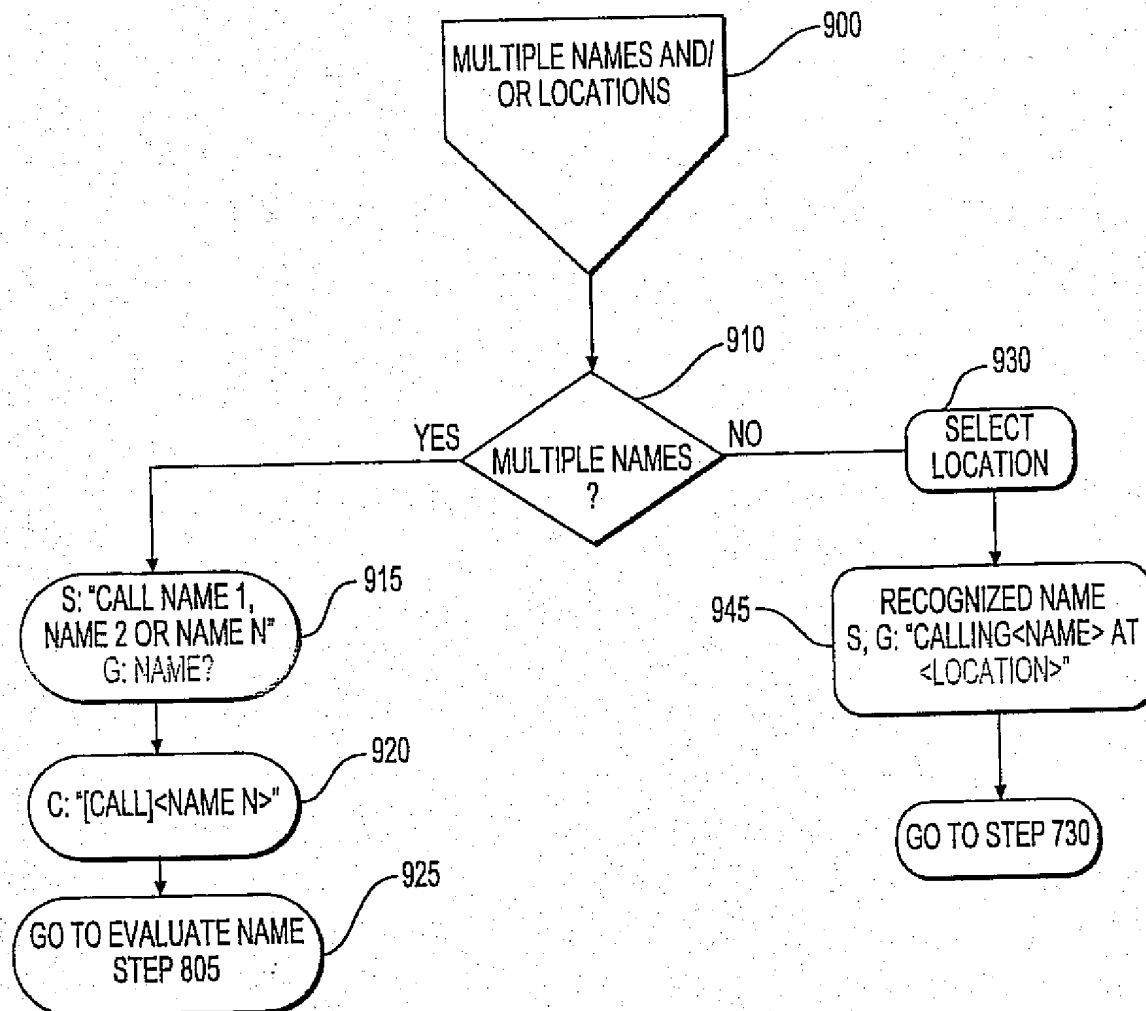 MULTIPLE NAMES AND/
OR LOCATIONS
900
910
MULTIPLE NAMES
?
YES
NO
930
SELECT
LOCATION
S: "CALL NAME 1,
NAME 2 OR NAME N"
G: NAME?
915
945
RECOGNIZED NAME
S, G: "CALLING<NAME> AT
<LOCATION>"
C: "[CALL]<NAME N>"
920
GO TO STEP 730
GO TO EVALUATE NAME
STEP 805
925